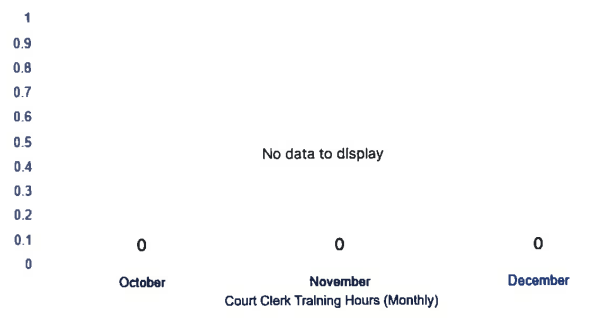 1
0.9
0.8
0.7
0.6
0.5
No data to display
0.4
0.3
0.2
0.1
0 0 0
0
October November December
Court Clerk Training Hours (Monthly)